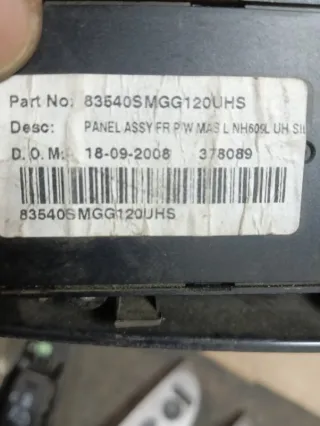 Part No: 83540SMGG120UHS
Desc: PANEL ASSY FR P/W MAS L NH609L UH
D.O.M: 18-09-2008 378089
83540SMGG120UHS